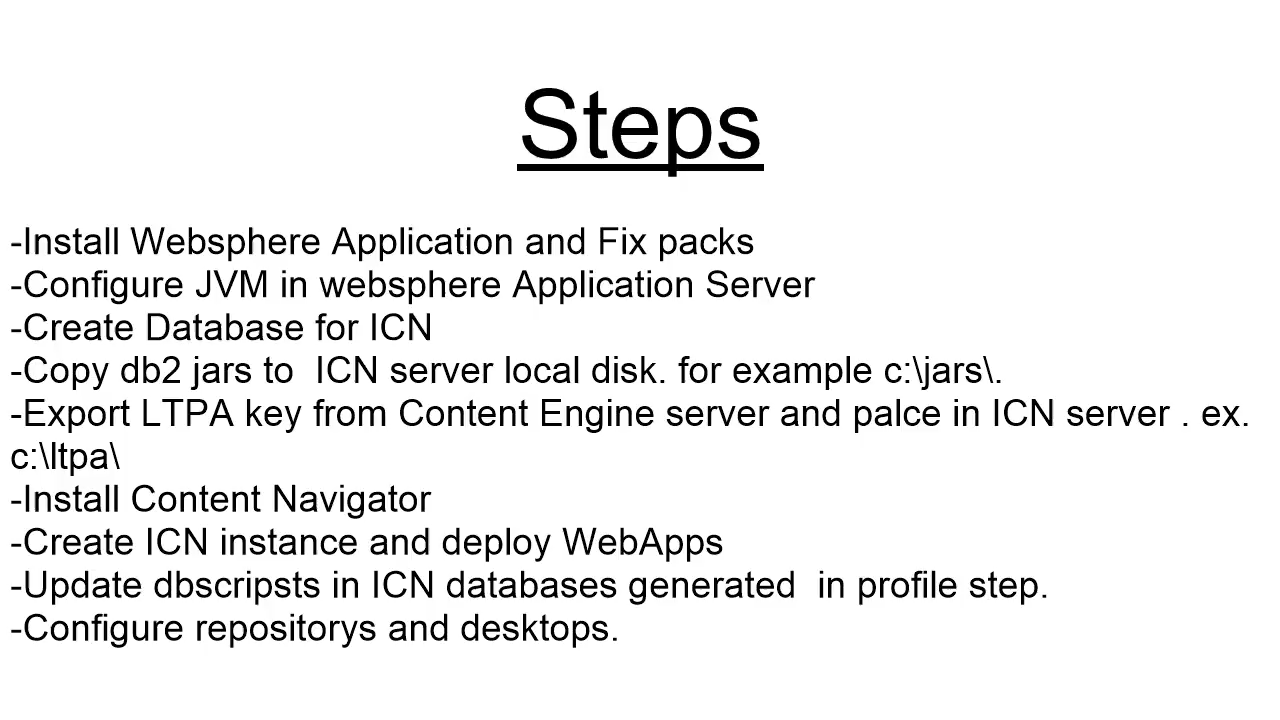 Steps
-Install Websphere Application and Fix packs
-Configure JVM in websphere Application Server
-Create Database for ICN
-Copy db2 jars to  ICN server local disk. for example c:\jars\.
-Export LTPA key from Content Engine server and palce in ICN server . ex.
c:\ltpa\
-Install Content Navigator
-Create ICN instance and deploy WebApps
-Update dbscripsts in ICN databases generated  in profile step.
-Configure repositorys and desktops.